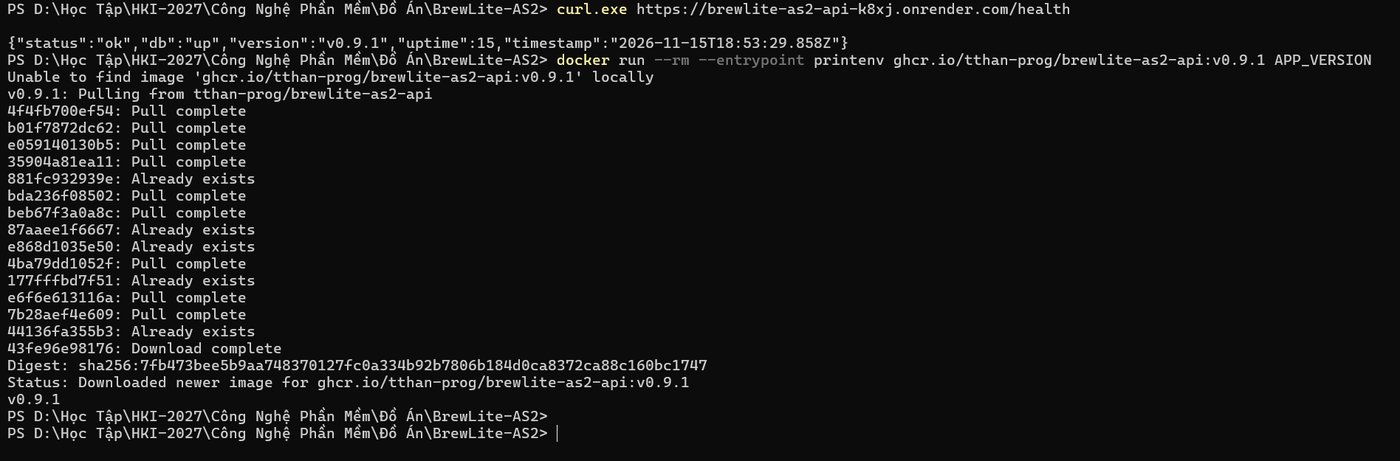 PS D:\Học Tập\HKI-2027\Công Nghệ Phần Mềm\Đồ Án\BrewLite-AS2> curl.exe https://brewlite-as2-api-k8xj.onrender.com/health
{"status":"ok","db":"up","version":"v0.9.1","uptime":15,"timestamp":"2026-11-15T18:53:29.858Z"}
PS D:\Học Tập\HKI-2027\Công Nghệ Phần Mềm\Đồ Án\BrewLite-AS2> docker run --rm --entrypoint printenv ghcr.io/tthan-prog/brewlite-as2-api:v0.9.1 APP_VERSION
Unable to find image 'ghcr.io/tthan-prog/brewlite-as2-api:v0.9.1' locally
v0.9.1: Pulling from tthan-prog/brewlite-as2-api
4f4fb700ef54: Pull complete
b01f7872dc62: Pull complete
e059140130b5: Pull complete
35904a81ea11: Pull complete
881fc932939e: Already exists
bda236f08502: Pull complete
beb67f3a0a8c: Pull complete
87aaee1f6667: Already exists
e868d1035e50: Already exists
4ba79dd1052f: Pull complete
177fffbd7f51: Already exists
e6f6e613116a: Pull complete
7b28aef4e609: Pull complete
44136fa355b3: Already exists
43fe96e98176: Download complete
Digest: sha256:7fb473bee5b9aa748370127fc0a334b92b7806b184d0ca8372ca88c160bc1747
Status: Downloaded newer image for ghcr.io/tthan-prog/brewlite-as2-api:v0.9.1
v0.9.1
PS D:\Học Tập\HKI-2027\Công Nghệ Phần Mềm\Đồ Án\BrewLite-AS2>
PS D:\Học Tập\HKI-2027\Công Nghệ Phần Mềm\Đồ Án\BrewLite-AS2>